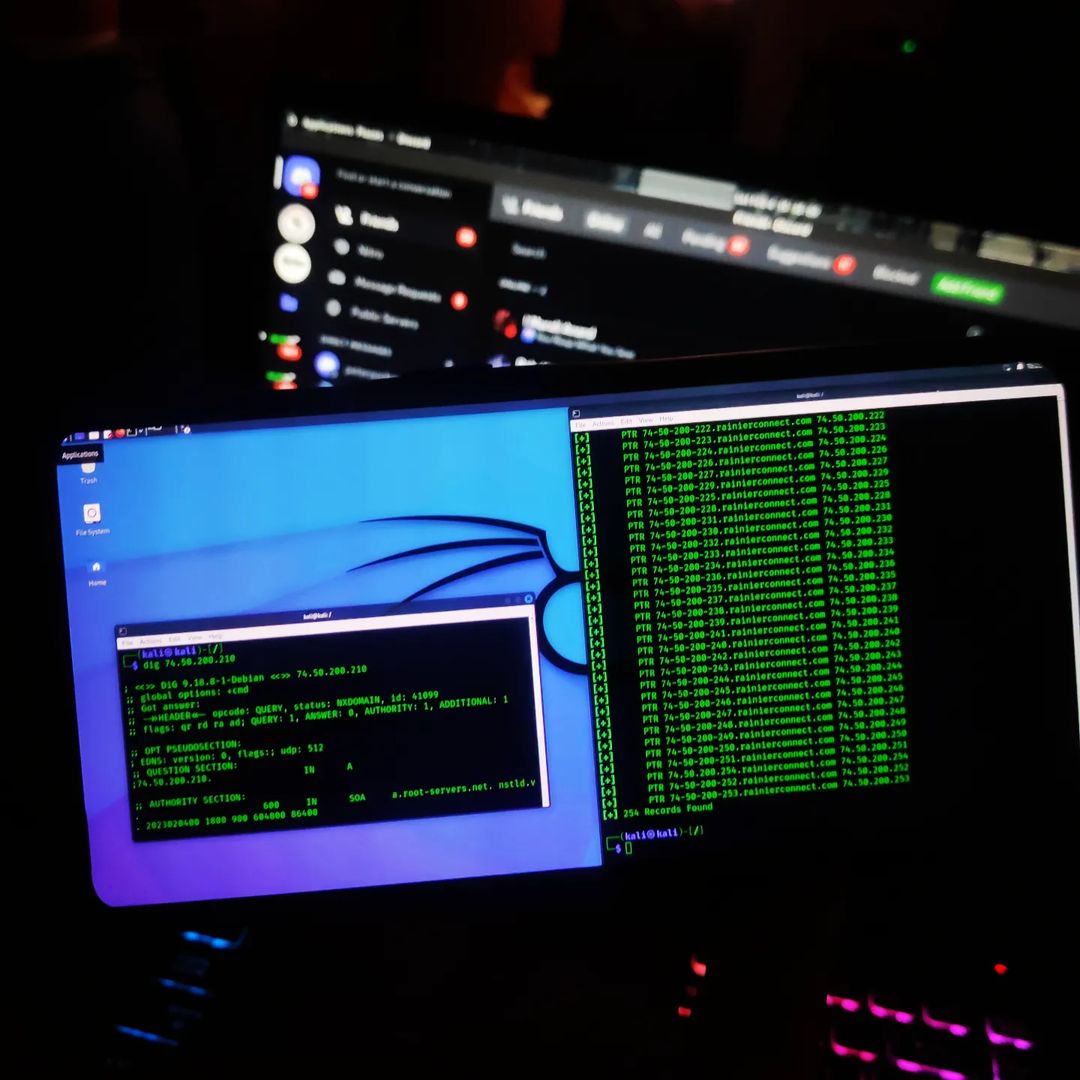 Applications
Friends
Nitro
Message Requests
Public Servers
Friends
Online
All
Pending
Suggestions
Blocked
Add Friend
Search
Applications
Trash
File System
Home
kali@kali: /
File Actions Edit View Help
┌──(kali㉿kali)-[/]
└─$ dig 74.50.200.210
; <<>> DiG 9.18.8-1-Debian <<>> 74.50.200.210
;; global options: +cmd
;; Got answer:
;; ->>HEADER<<- opcode: QUERY, status: NXDOMAIN, id: 41099
;; flags: qr rd ra ad; QUERY: 1, ANSWER: 0, AUTHORITY: 1, ADDITIONAL: 1
;; OPT PSEUDOSECTION:
; EDNS: version: 0, flags:; udp: 512
;; QUESTION SECTION:
;74.50.200.210. IN A
;; AUTHORITY SECTION:
. 600 IN SOA a.root-servers.net. nstld.v
. 2023020400 1800 900 604800 86400
kali@kali: /
File Actions Edit View Help
[+] PTR 74-50-200-222.rainierconnect.com 74.50.200.222
[+] PTR 74-50-200-223.rainierconnect.com 74.50.200.223
[+] PTR 74-50-200-224.rainierconnect.com 74.50.200.224
[+] PTR 74-50-200-226.rainierconnect.com 74.50.200.226
[+] PTR 74-50-200-227.rainierconnect.com 74.50.200.227
[+] PTR 74-50-200-229.rainierconnect.com 74.50.200.229
[+] PTR 74-50-200-225.rainierconnect.com 74.50.200.225
[+] PTR 74-50-200-228.rainierconnect.com 74.50.200.228
[+] PTR 74-50-200-231.rainierconnect.com 74.50.200.231
[+] PTR 74-50-200-230.rainierconnect.com 74.50.200.230
[+] PTR 74-50-200-232.rainierconnect.com 74.50.200.232
[+] PTR 74-50-200-233.rainierconnect.com 74.50.200.233
[+] PTR 74-50-200-234.rainierconnect.com 74.50.200.234
[+] PTR 74-50-200-236.rainierconnect.com 74.50.200.236
[+] PTR 74-50-200-235.rainierconnect.com 74.50.200.235
[+] PTR 74-50-200-237.rainierconnect.com 74.50.200.237
[+] PTR 74-50-200-238.rainierconnect.com 74.50.200.238
[+] PTR 74-50-200-239.rainierconnect.com 74.50.200.239
[+] PTR 74-50-200-241.rainierconnect.com 74.50.200.241
[+] PTR 74-50-200-240.rainierconnect.com 74.50.200.240
[+] PTR 74-50-200-242.rainierconnect.com 74.50.200.242
[+] PTR 74-50-200-243.rainierconnect.com 74.50.200.243
[+] PTR 74-50-200-244.rainierconnect.com 74.50.200.244
[+] PTR 74-50-200-245.rainierconnect.com 74.50.200.245
[+] PTR 74-50-200-246.rainierconnect.com 74.50.200.246
[+] PTR 74-50-200-247.rainierconnect.com 74.50.200.247
[+] PTR 74-50-200-248.rainierconnect.com 74.50.200.248
[+] PTR 74-50-200-249.rainierconnect.com 74.50.200.249
[+] PTR 74-50-200-250.rainierconnect.com 74.50.200.250
[+] PTR 74-50-200-251.rainierconnect.com 74.50.200.251
[+] PTR 74.50.200.254.rainierconnect.com 74.50.200.254
[+] PTR 74-50-200-252.rainierconnect.com 74.50.200.252
[+] PTR 74-50-200-253.rainierconnect.com 74.50.200.253
[+] 254 Records Found
┌──(kali㉿kali)-[/]
└─$